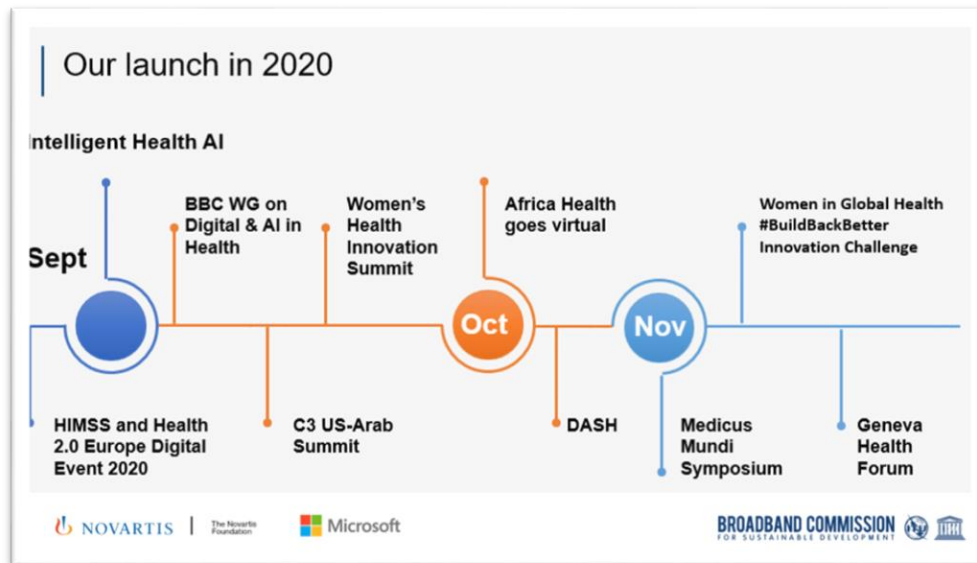 Our launch in 2020
Intelligent Health AI
BBC WG on
Digital & AI in
Health
Women's
Health
Innovation
Summit
Africa Health
goes virtual
Women in Global Health
#BuildBackBetter
Innovation Challenge
Sept
Oct
Nov
HIMSS and Health
2.0 Europe Digital
Event 2020
C3 US-Arab
Summit
DASH
Medicus
Mundi
Symposium
Geneva
Health
Forum
NOVARTIS
The Novartis
Foundation
Microsoft
BROADBAND COMMISSION
FOR SUSTAINABLE DEVELOPMENT